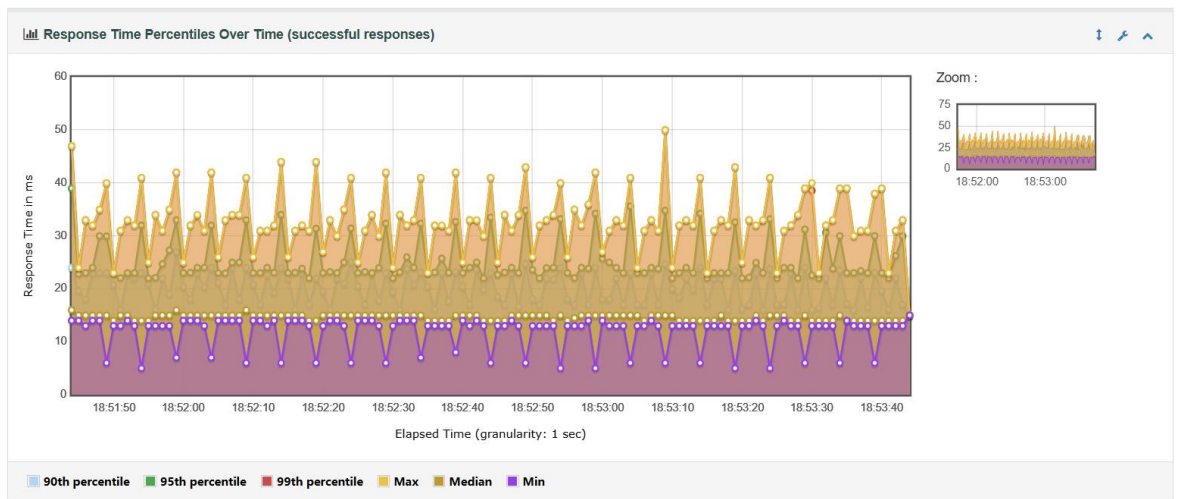 Response Time Percentiles Over Time (successful responses)
60
50
40
30
20
10
0
Response Time in ms
18:51:50 18:52:00 18:52:10 18:52:20 18:52:30 18:52:40 18:52:50 18:53:00 18:53:10 18:53:20 18:53:30 18:53:40
Elapsed Time (granularity: 1 sec)
Zoom :
75
50
25
0
18:52:00 18:53:00
90th percentile 95th percentile 99th percentile Max Median Min